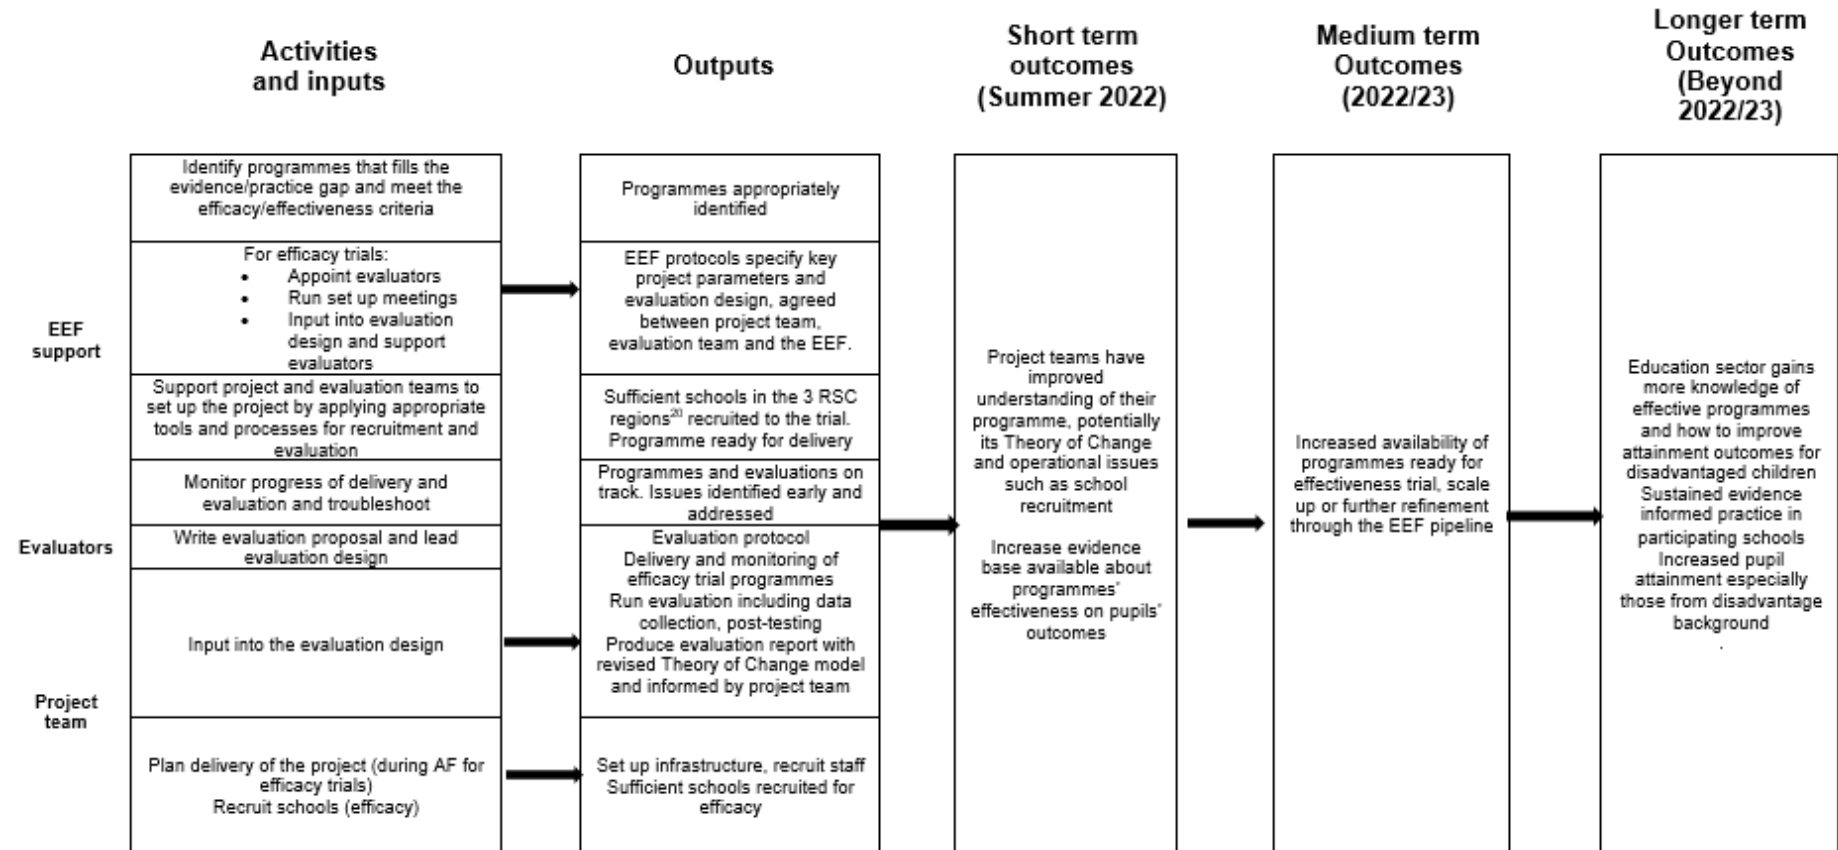 Activities
and inputs
Outputs
Short term
outcomes
(Summer 2022)
Medium term
Outcomes
(2022/23)
Longer term
Outcomes
(Beyond
2022/23)
EEF
support
Evaluators
Project
team
Identify programmes that fills the
evidence/practice gap and meet the
efficacy/effectiveness criteria
For efficacy trials:
• Appoint evaluators
• Run set up meetings
• Input into evaluation
design and support
evaluators
Support project and evaluation teams to
set up the project by applying appropriate
tools and processes for recruitment and
evaluation
Monitor progress of delivery and
evaluation and troubleshoot
Write evaluation proposal and lead
evaluation design
Input into the evaluation design
Plan delivery of the project (during AF for
efficacy trials)
Recruit schools (efficacy)
Programmes appropriately
identified
EEF protocols specify key
project parameters and
evaluation design, agreed
between project team,
evaluation team and the EEF.
Sufficient schools in the 3 RSC
regions²⁰ recruited to the trial.
Programme ready for delivery
Programmes and evaluations on
track. Issues identified early and
addressed
Evaluation protocol
Delivery and monitoring of
efficacy trial programmes
Run evaluation including data
collection, post-testing
Produce evaluation report with
revised Theory of Change model
and informed by project team
Set up infrastructure, recruit staff
Sufficient schools recruited for
efficacy
Project teams have
improved
understanding of their
programme, potentially
its Theory of Change
and operational issues
such as school
recruitment
Increase evidence
base available about
programmes'
effectiveness on pupils'
outcomes
Increased availability of
programmes ready for
effectiveness trial, scale
up or further refinement
through the EEF pipeline
Education sector gains
more knowledge of
effective programmes
and how to improve
attainment outcomes for
disadvantaged children
Sustained evidence
informed practice in
participating schools
Increased pupil
attainment especially
those from disadvantage
background
.